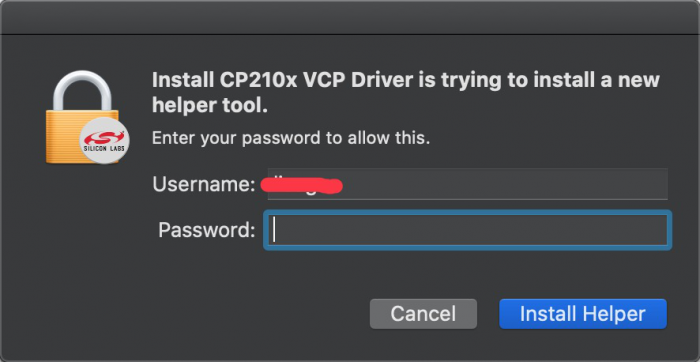 Install CP210x VCP Driver is trying to install a new
helper tool.
SILICON LABS
Enter your password to allow this.
Username:
Password:
Cancel
Install Helper